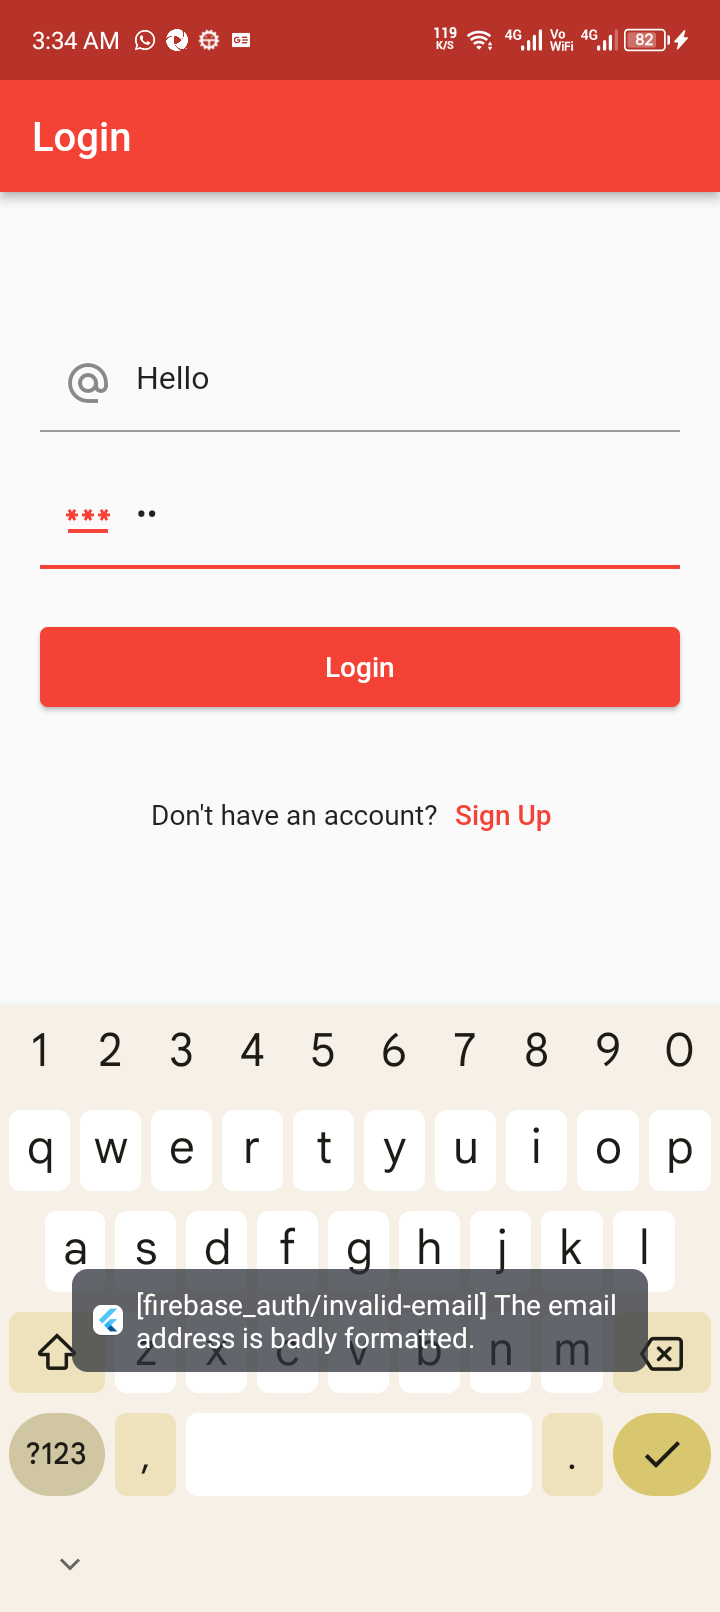 3:34 AM 119 K/S 4G Vo WiFi 4G 82
Login
@ Hello
*** ••
Login
Don't have an account? Sign Up
1 2 3 4 5 6 7 8 9 0
q w e r t y u i o p
a s d f g h j k l
[firebase_auth/invalid-email] The email
address is badly formatted.
z x c v b n m
?123 , .